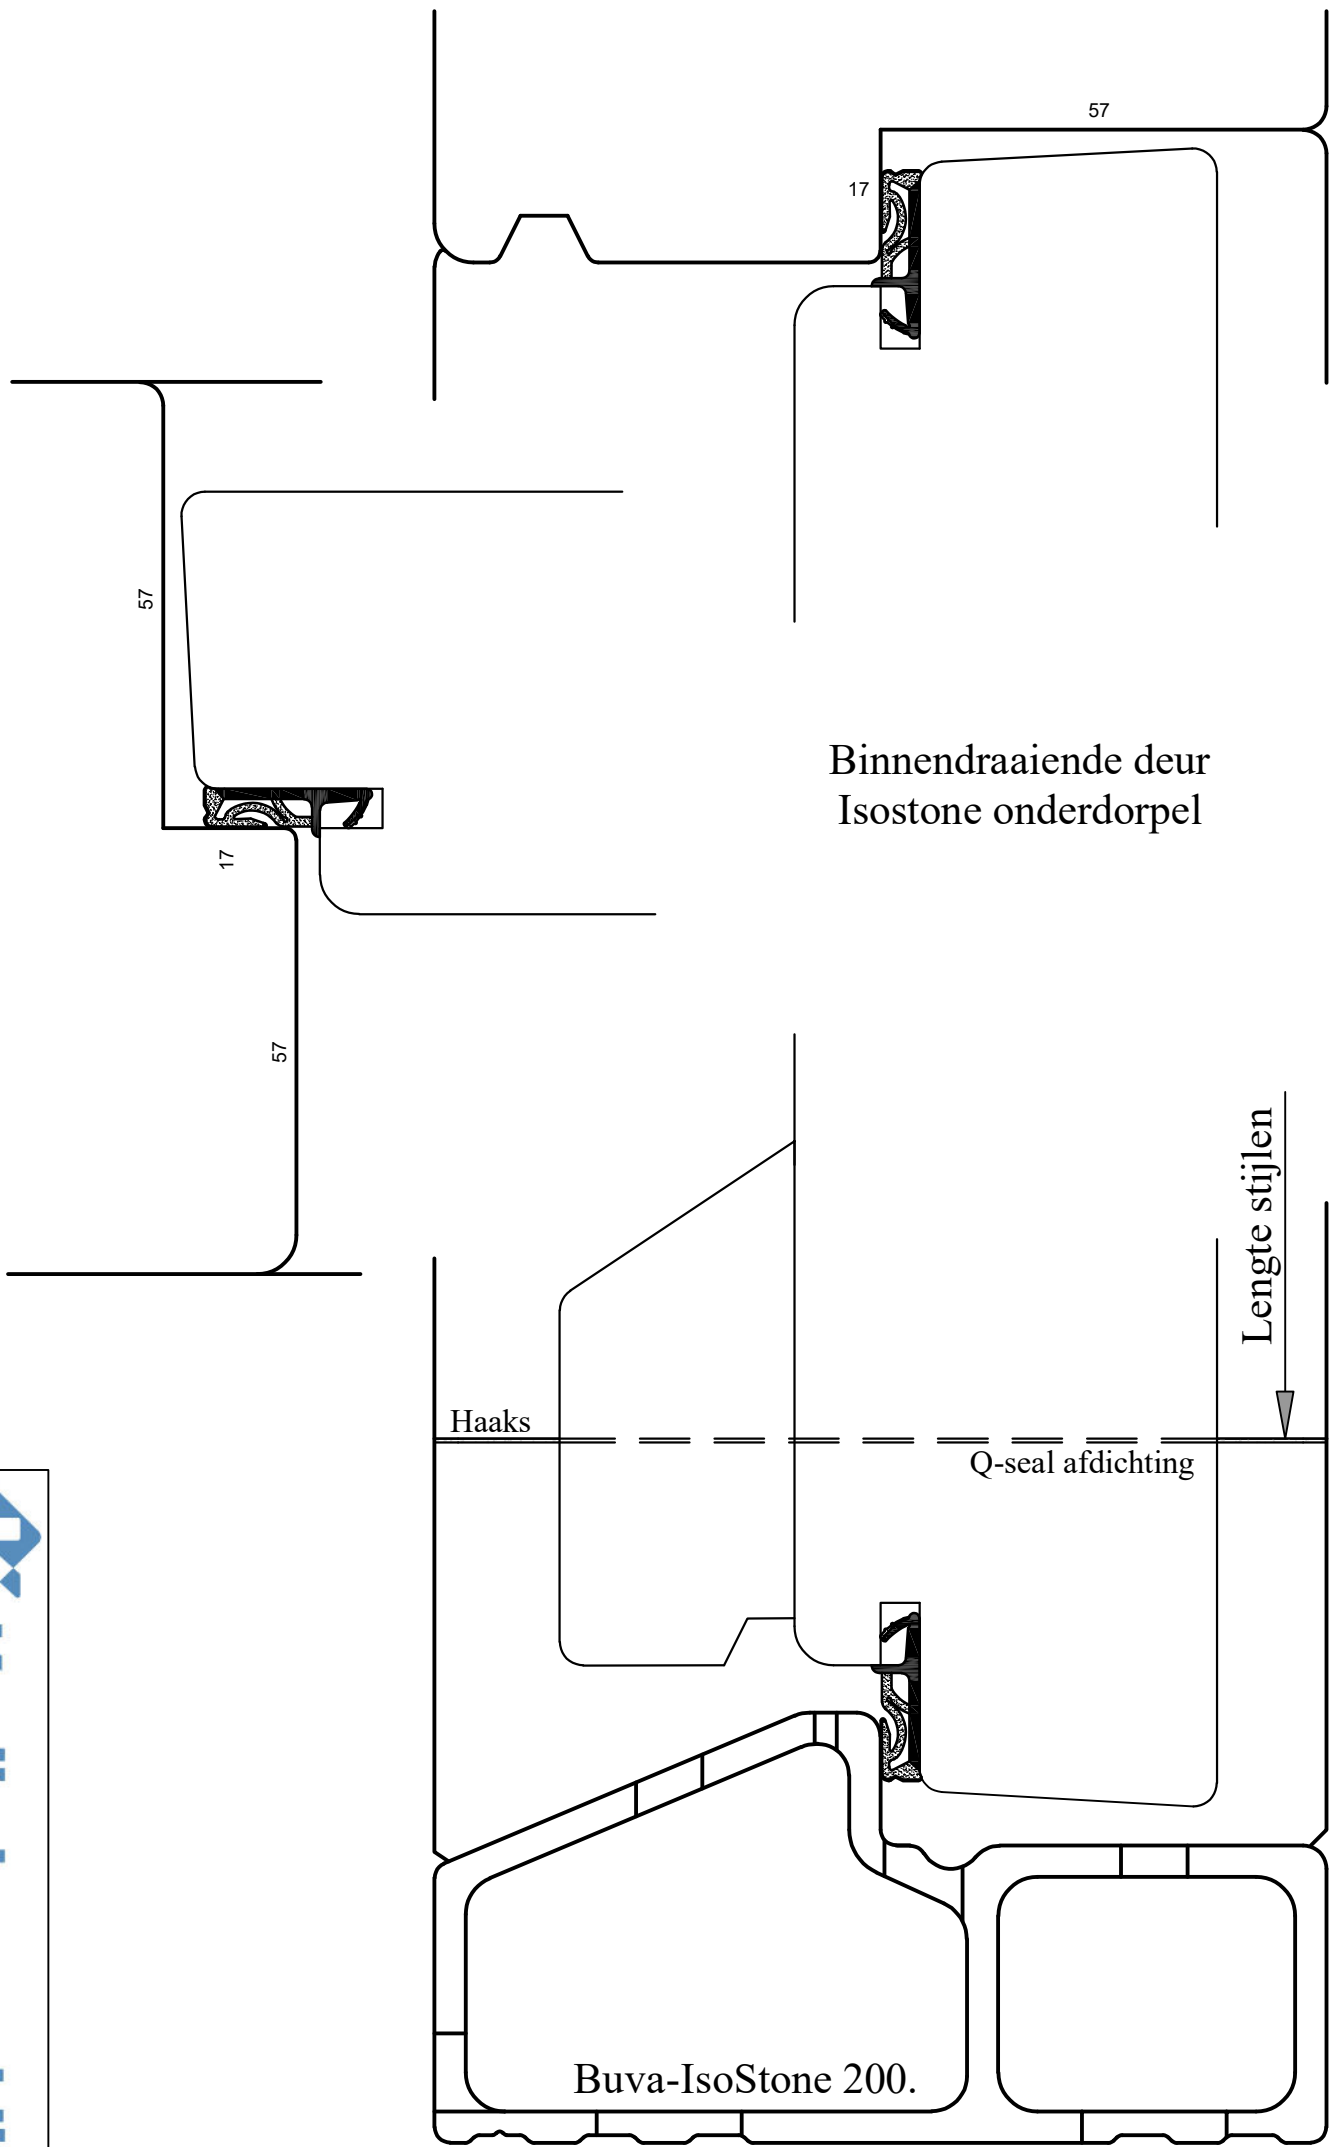 57
17
57
17
57
Binnendraaiende deur
Isostone onderdorpel
Lengte stijlen
Haaks
Q-seal afdichting
Buva-IsoStone 200.